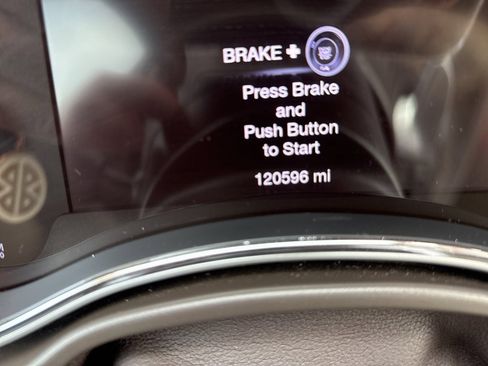 BRAKE +
Press Brake
and
Push Button
to Start
120596 mi